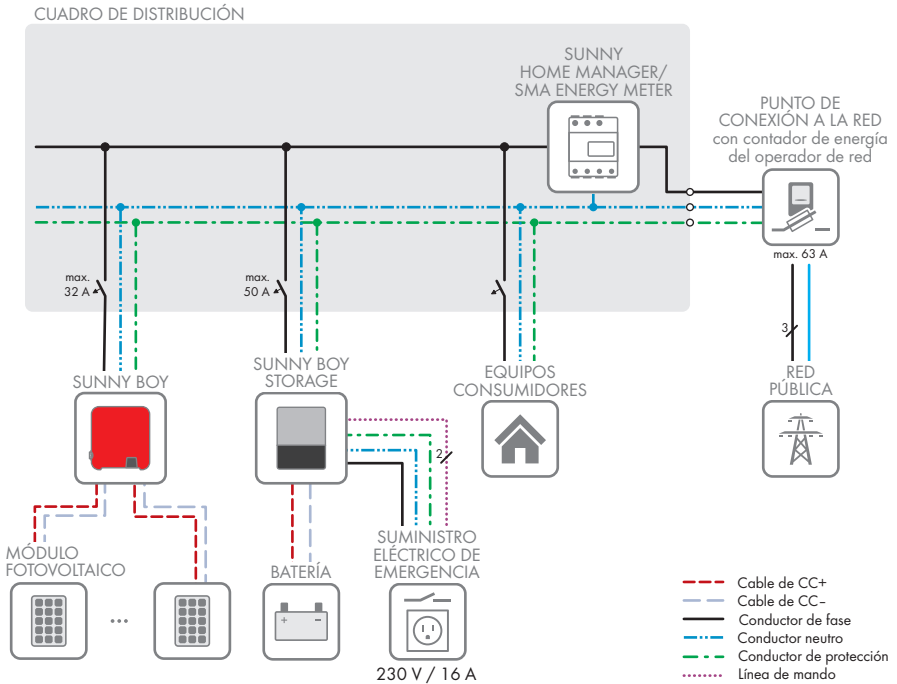 CUADRO DE DISTRIBUCIÓN
SUNNY
HOME MANAGER/
SMA ENERGY METER
PUNTO DE
CONEXIÓN A LA RED
con contador de energía
del operador de red
max. 63 A
max.
32 A
max.
50 A
3
SUNNY BOY
SUNNY BOY
STORAGE
EQUIPOS
CONSUMIDORES
RED
PÚBLICA
2
MÓDULO
FOTOVOLTAICO
...
BATERÍA
+ -
SUMINISTRO
ELÉCTRICO DE
EMERGENCIA
230 V / 16 A
Cable de CC+
Cable de CC-
Conductor de fase
Conductor neutro
Conductor de protección
Línea de mando